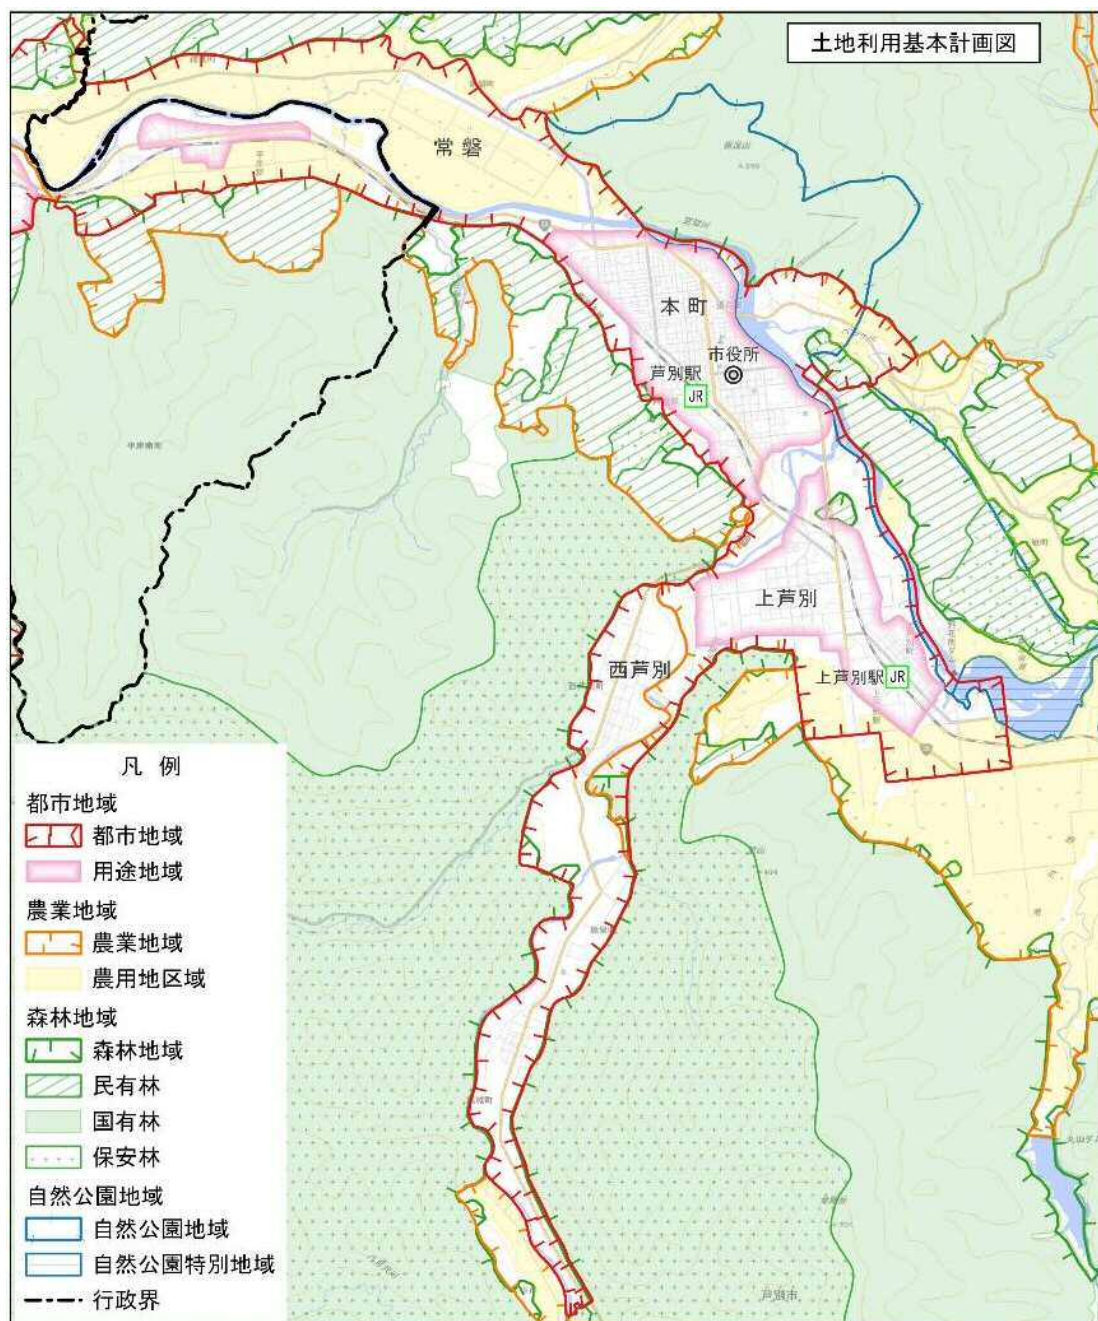 土地利用基本計画図
常磐
本町
市役所
芦別駅
JR
上芦別
西芦別
上芦別駅
JR
凡 例
都市地域
都市地域
用途地域
農業地域
農業地域
農用地区域
森林地域
森林地域
民有林
国有林
保安林
自然公園地域
自然公園地域
自然公園特別地域
行政界
芦別市